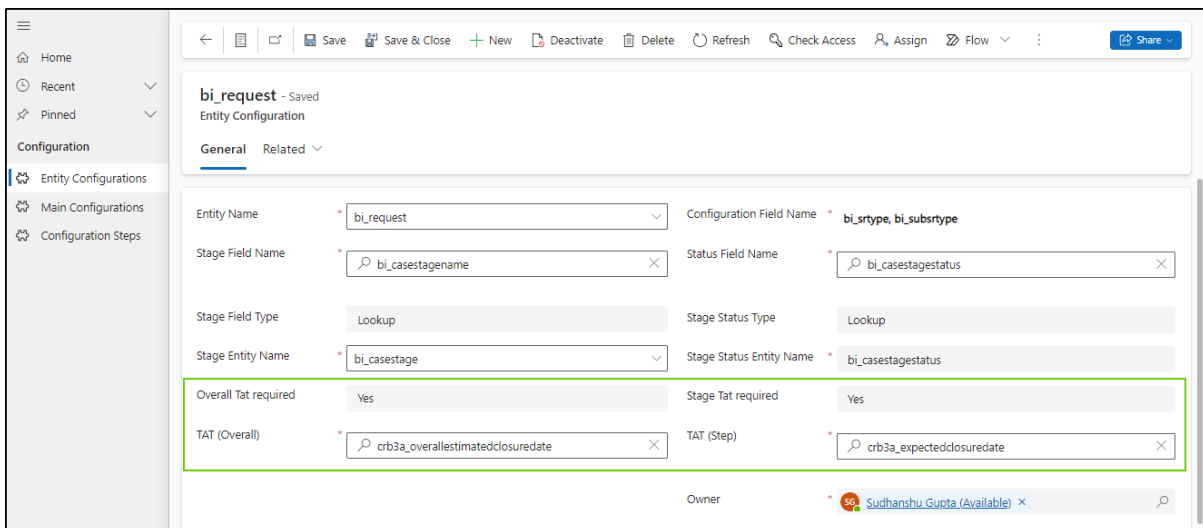 Save
Save & Close
New
Deactivate
Delete
Refresh
Check Access
Assign
Flow
Share
Home
Recent
Pinned
Configuration
Entity Configurations
Main Configurations
Configuration Steps
bi_request - Saved
Entity Configuration
General Related
Entity Name * bi_request
Configuration Field Name * bi_srtype, bi_subsrtype
Stage Field Name * bi_casestagename
Status Field Name * bi_casestagestatus
Stage Field Type Lookup
Stage Status Type Lookup
Stage Entity Name * bi_casestage
Stage Status Entity Name * bi_casestagestatus
Overall Tat required Yes
Stage Tat required Yes
TAT (Overall) * crb3a_overallestimatedclosuredate
TAT (Step) * crb3a_expectedclosuredate
Owner * SG Sudhanshu Gupta (Available)